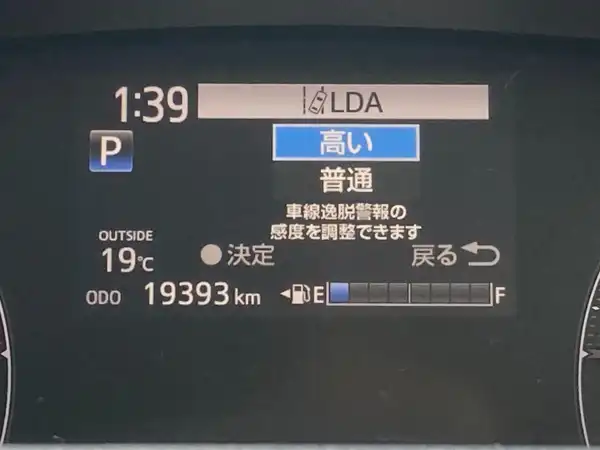 1:39
LDA
高い
P
普通
車線逸脱警報の
感度を調整できます
OUTSIDE
19℃
決定
戻る
ODO 19393 km
E F